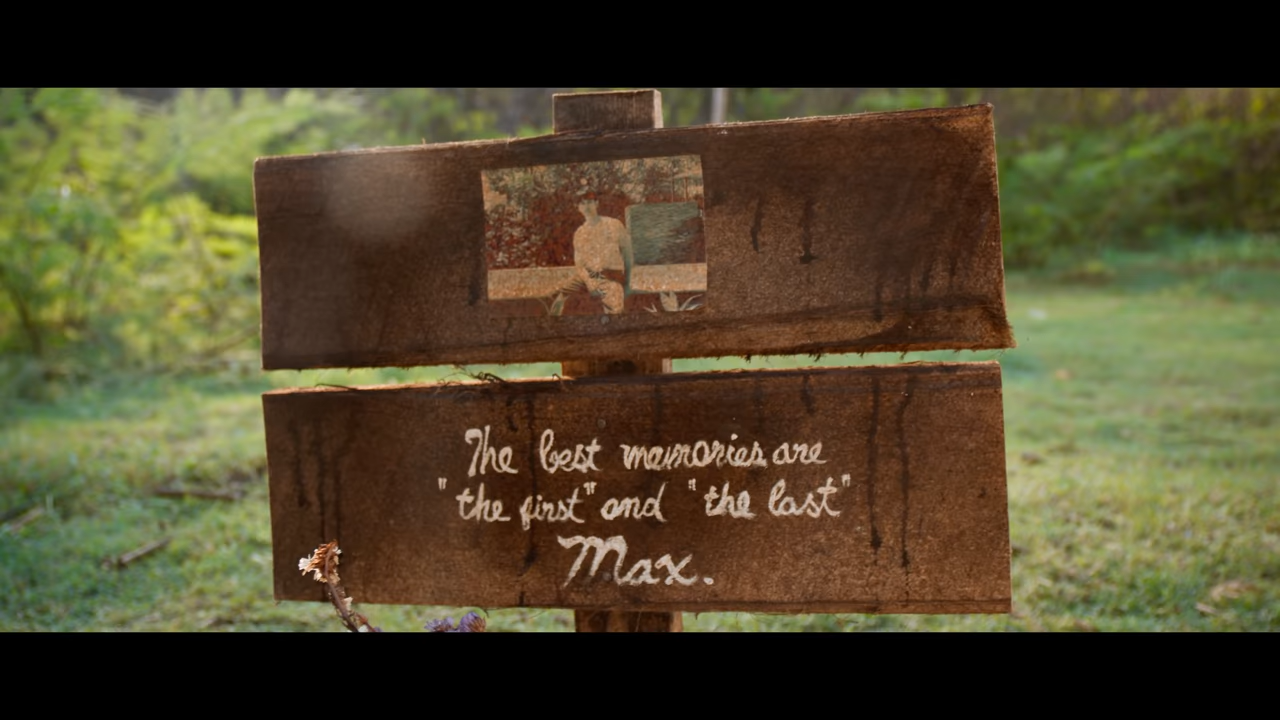 The best memories are
"the first" and "the last"
Max.